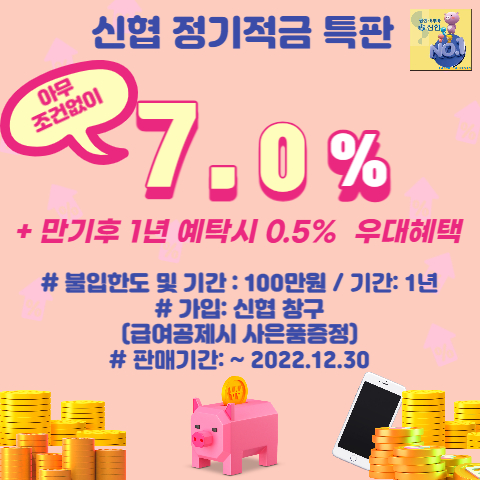 신협 정기적금 특판
NO.1
아무
조건없이
7.0%
+ 만기후 1년 예탁시 0.5% 우대혜택
# 불입한도 및 기간 : 100만원 / 기간: 1년
# 가입: 신협 창구
(급여공제시 사은품증정)
# 판매기간: ~ 2022.12.30